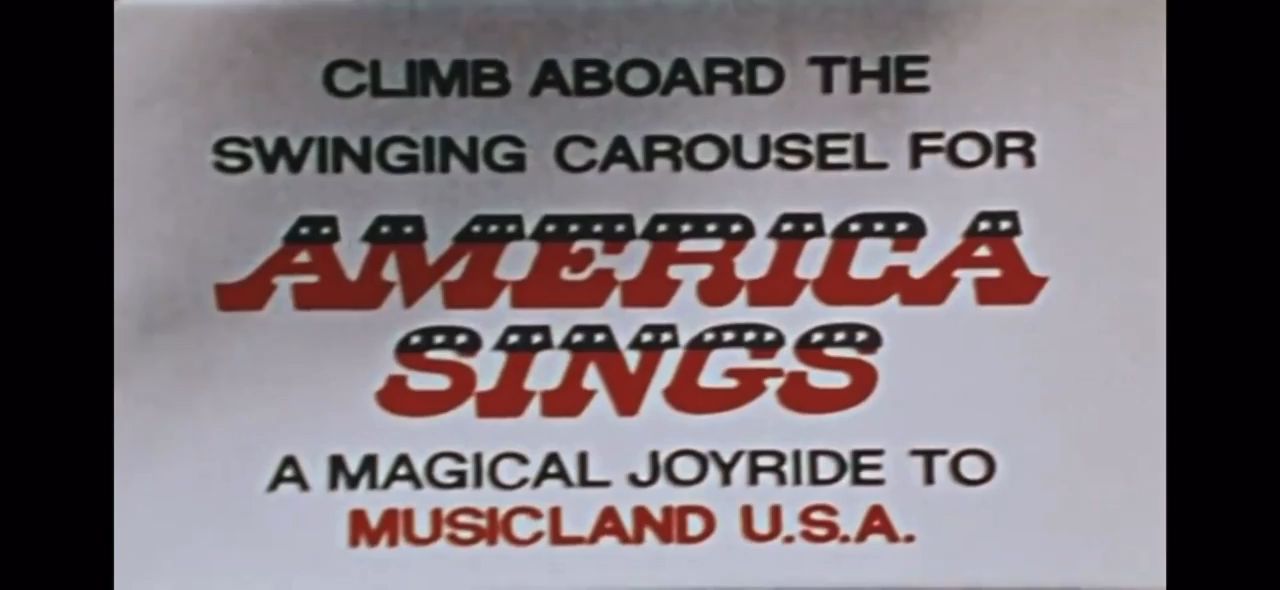 CLIMB ABOARD THE
SWINGING CAROUSEL FOR
AMERICA
SINGS
A MAGICAL JOYRIDE TO
MUSICLAND U.S.A.